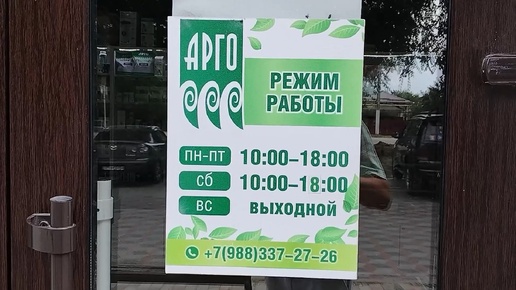 АРГО
РЕЖИМ
РАБОТЫ
ПН-ПТ 10:00–18:00
СБ 10:00–18:00
ВС ВЫХОДНОЙ
+7(988)337–27–26